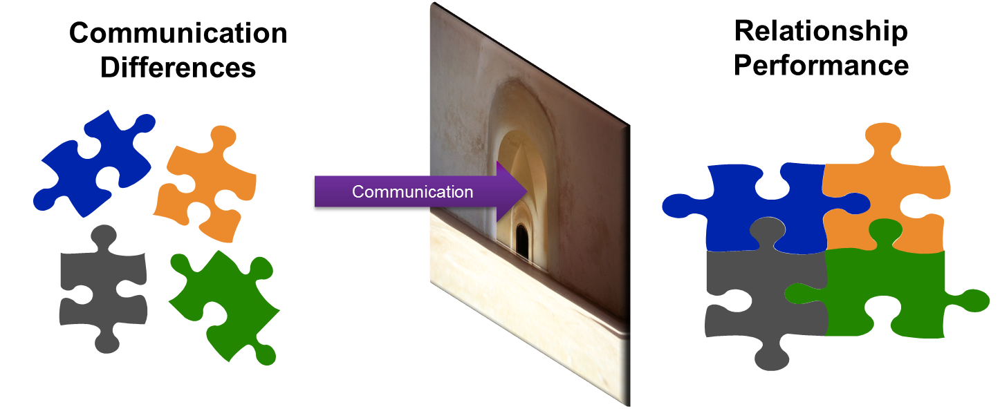 Communication
Differences
Communication
Relationship
Performance